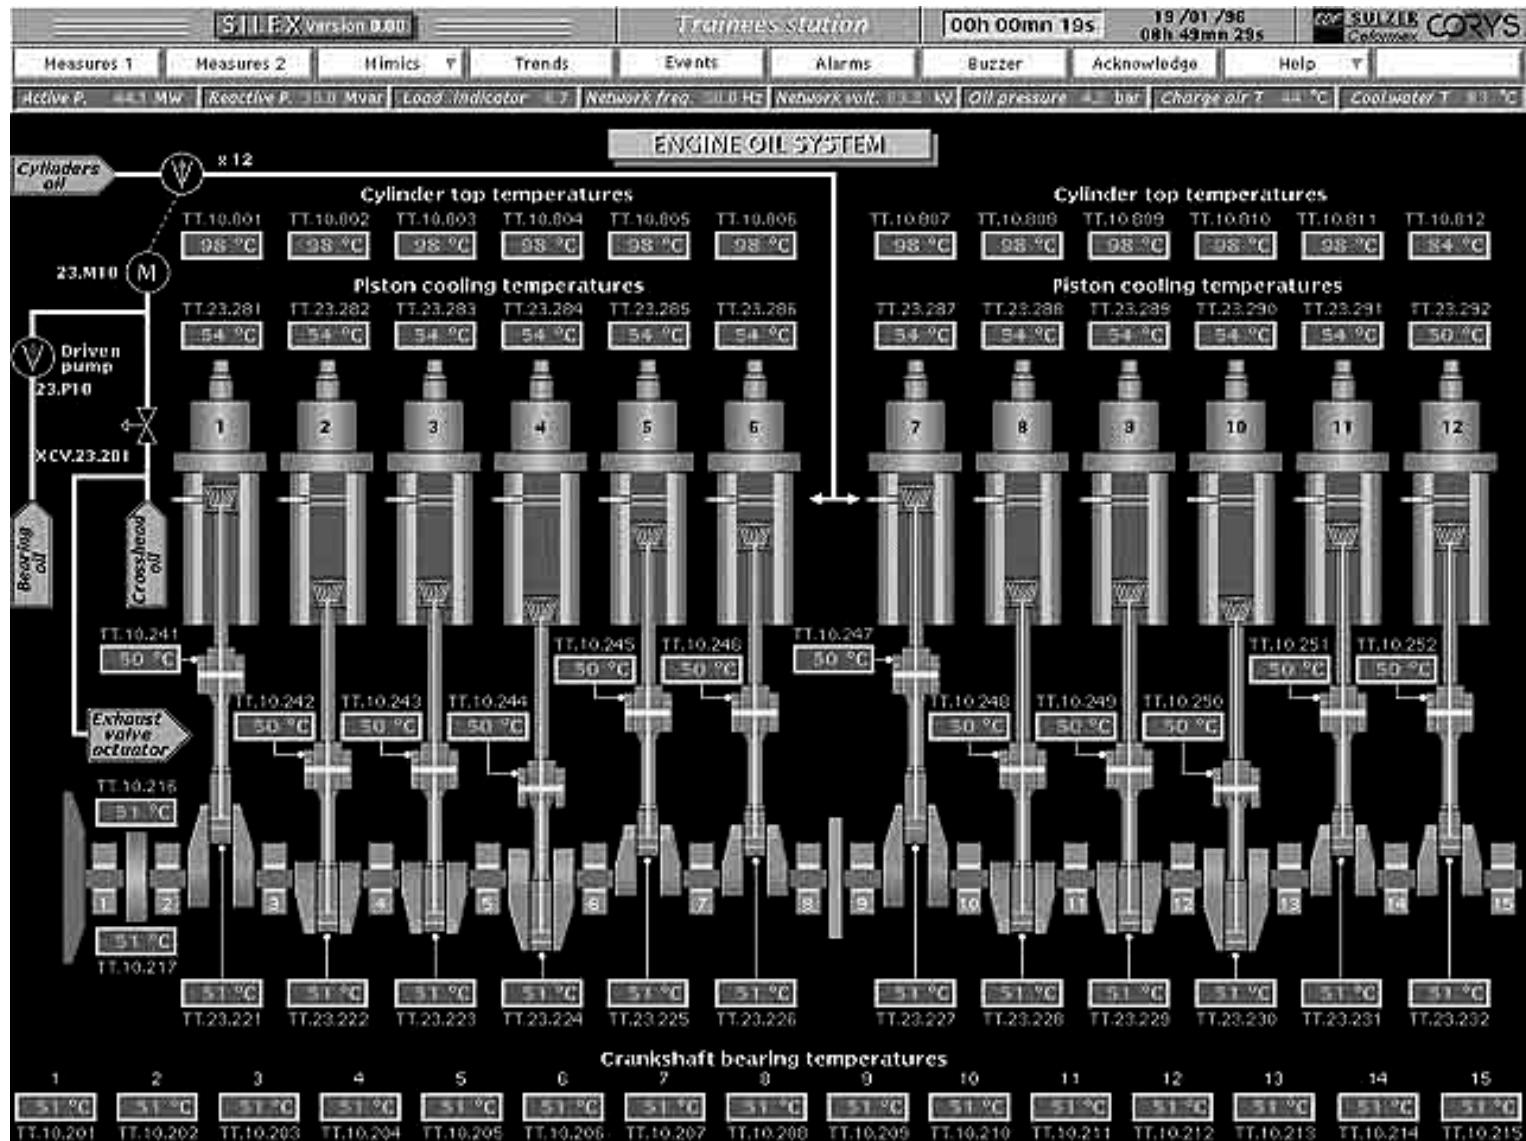 SILEX Version 0.00
Trainees station
00h 00mn 19s
19 /01 /96
08h 49mn 29s
SULZER
CORYS
Measures 1 Measures 2 Mimics Trends Events Alarms Buzzer Acknowledge Help
Active P. MW Reactive P. Mvar Load indicator Network freq. Hz Network volt. kV Oil pressure bar Charge air T °C Cool water T °C
ENGINE OIL SYSTEM
Cylinders
oil
x 12
Cylinder top temperatures
Cylinder top temperatures
TT.10.801 TT.10.802 TT.10.803 TT.10.804 TT.10.805 TT.10.806 TT.10.807 TT.10.808 TT.10.809 TT.10.810 TT.10.811 TT.10.812
98 °C 98 °C 98 °C 98 °C 98 °C 98 °C 98 °C 98 °C 98 °C 98 °C 98 °C 84 °C
23.M10 M
Piston cooling temperatures
Piston cooling temperatures
TT.23.281 TT.23.282 TT.23.283 TT.23.284 TT.23.285 TT.23.286 TT.23.287 TT.23.288 TT.23.289 TT.23.290 TT.23.291 TT.23.292
54 °C 54 °C 54 °C 54 °C 54 °C 54 °C 54 °C 54 °C 54 °C 54 °C 54 °C 50 °C
Driven
pump
23.P10
1 2 3 4 5 6 7 8 9 10 11 12
XCV.23.201
Bearing
oil
Crosshead
oil
TT.10.241 TT.10.245 TT.10.246 TT.10.247 TT.10.251 TT.10.252
50 °C 50 °C 50 °C 50 °C 50 °C 50 °C
TT.10.242 TT.10.243 TT.10.244 TT.10.248 TT.10.249 TT.10.250
50 °C 50 °C 50 °C 50 °C 50 °C 50 °C
Exhaust
valve
actuator
TT.10.216
51 °C
1 2 3 4 5 6 7 8 9 10 11 12 13 14 15
51 °C
TT.10.217
51 °C 51 °C 51 °C 51 °C 51 °C 51 °C 51 °C 51 °C 51 °C 51 °C 51 °C 51 °C
TT.23.221 TT.23.222 TT.23.223 TT.23.224 TT.23.225 TT.23.226 TT.23.227 TT.23.228 TT.23.229 TT.23.230 TT.23.231 TT.23.232
Crankshaft bearing temperatures
1 2 3 4 5 6 7 8 9 10 11 12 13 14 15
51 °C 51 °C 51 °C 51 °C 51 °C 51 °C 51 °C 51 °C 51 °C 51 °C 51 °C 51 °C 51 °C 51 °C 51 °C
TT.10.201 TT.10.202 TT.10.203 TT.10.204 TT.10.205 TT.10.206 TT.10.207 TT.10.208 TT.10.209 TT.10.210 TT.10.211 TT.10.212 TT.10.213 TT.10.214 TT.10.215